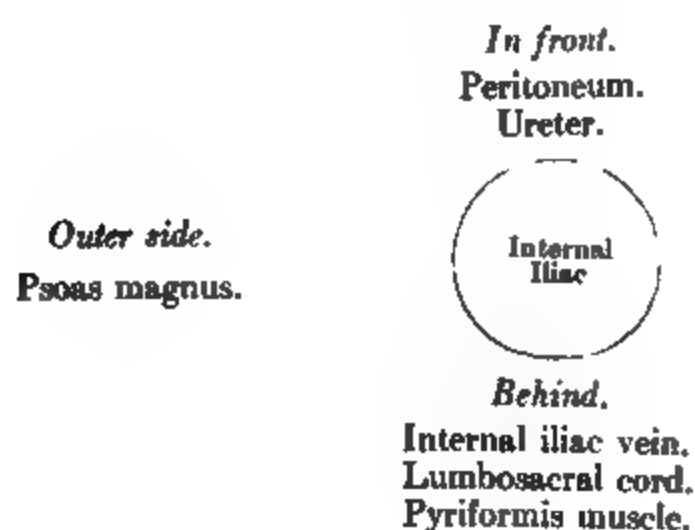 In front.
Peritoneum.
Ureter.
Outer side.
Psoas magnus.
Internal
Iliac
Behind.
Internal iliac vein.
Lumbosacral cord.
Pyriformis muscle.